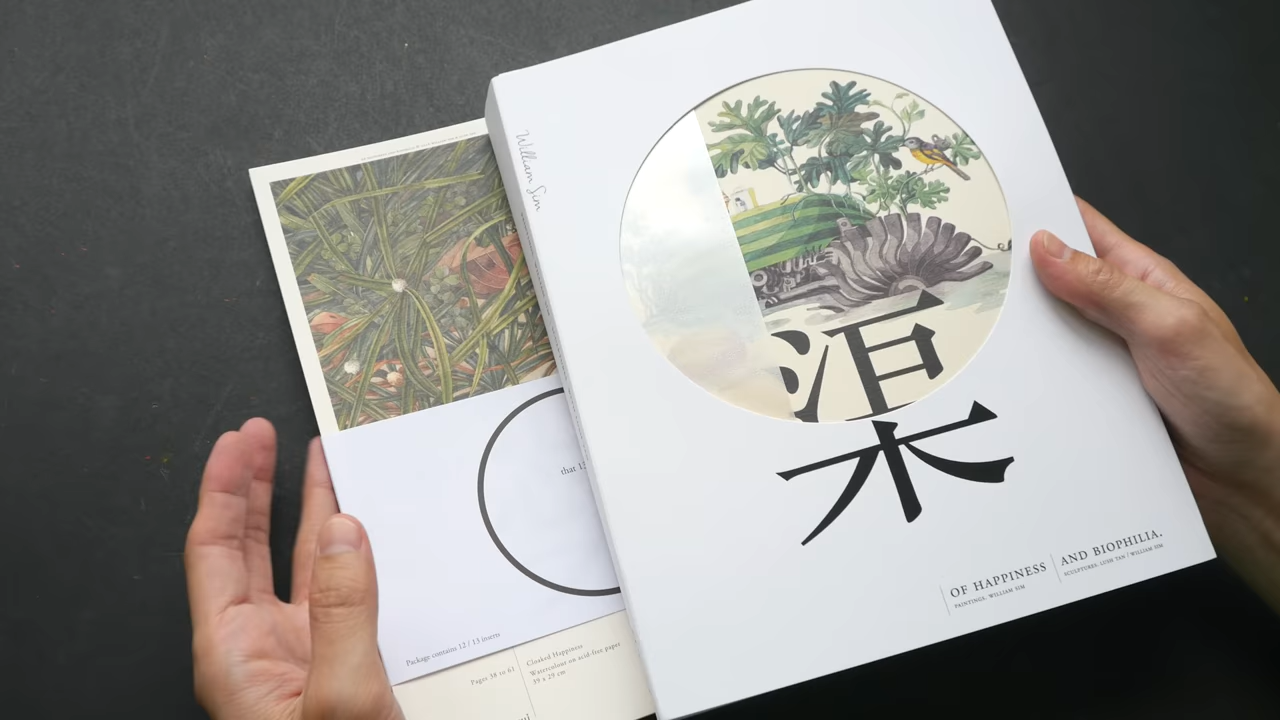 William Sim
渠
OF HAPPINESS
PAINTINGS: WILLIAM SIM
AND BIOPHILIA.
SCULPTURES: LUSH TAN / WILLIAM SIM
that 13
Package contains 12 / 13 inserts
Pages 38 to 61
Cloaked Happiness
Watercolour on acid-free paper
39 x 29 cm